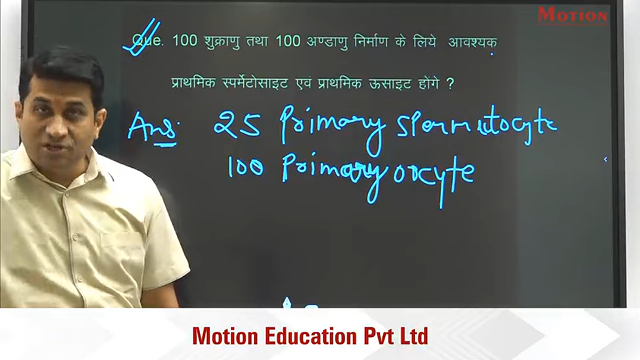 MOTION
Que. 100 शुक्राणु तथा 100 अण्डाणु निर्माण के लिये आवश्यक
प्राथमिक स्पर्मेटोसाइट एवं प्राथमिक ऊसाइट होंगे ?
Ans. 25 Primary Spermatocyte
100 Primary oocyte
Motion Education Pvt Ltd